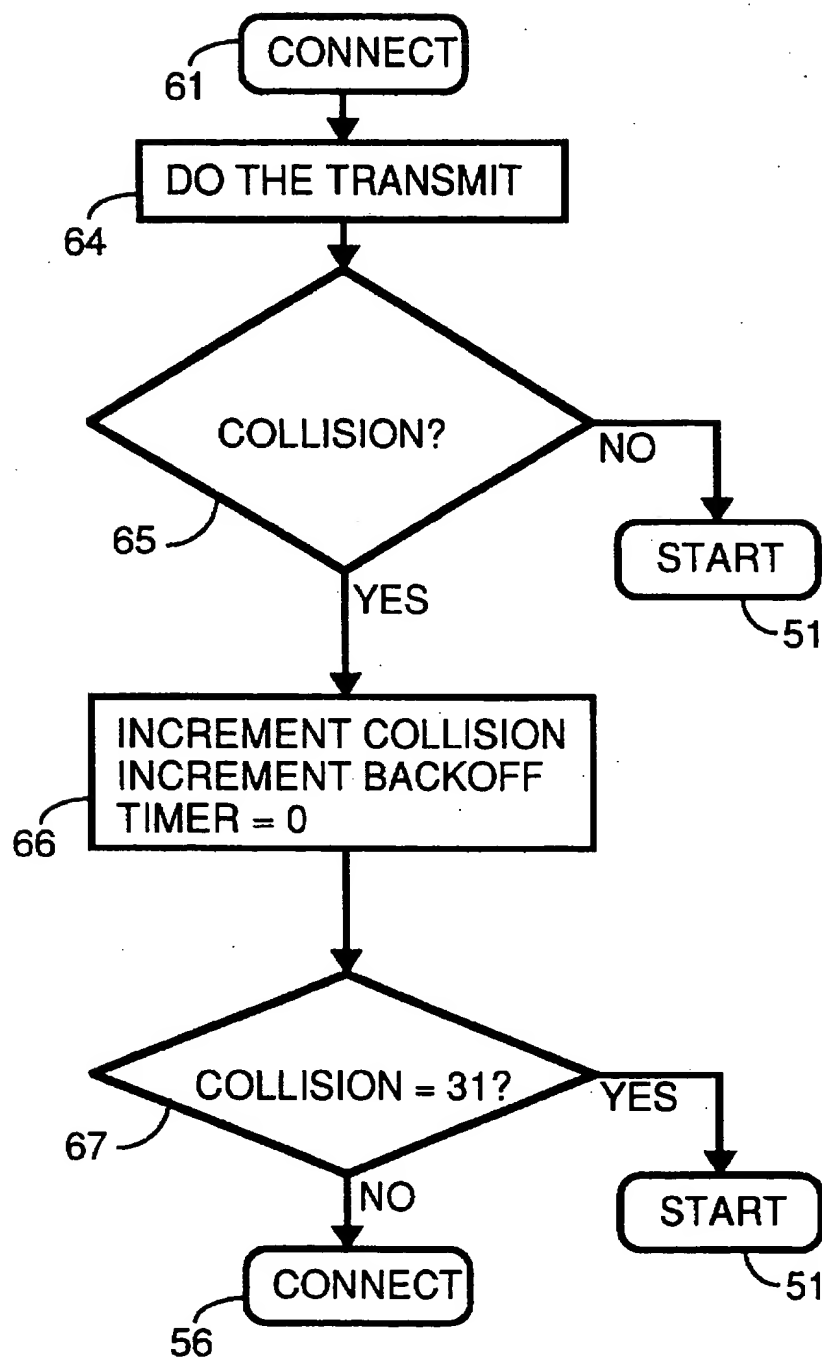 CONNECT
61
DO THE TRANSMIT
64
COLLISION?
NO
65
START
51
YES
INCREMENT COLLISION
INCREMENT BACKOFF
TIMER = 0
66
COLLISION = 31?
YES
67
NO
START
51
CONNECT
56